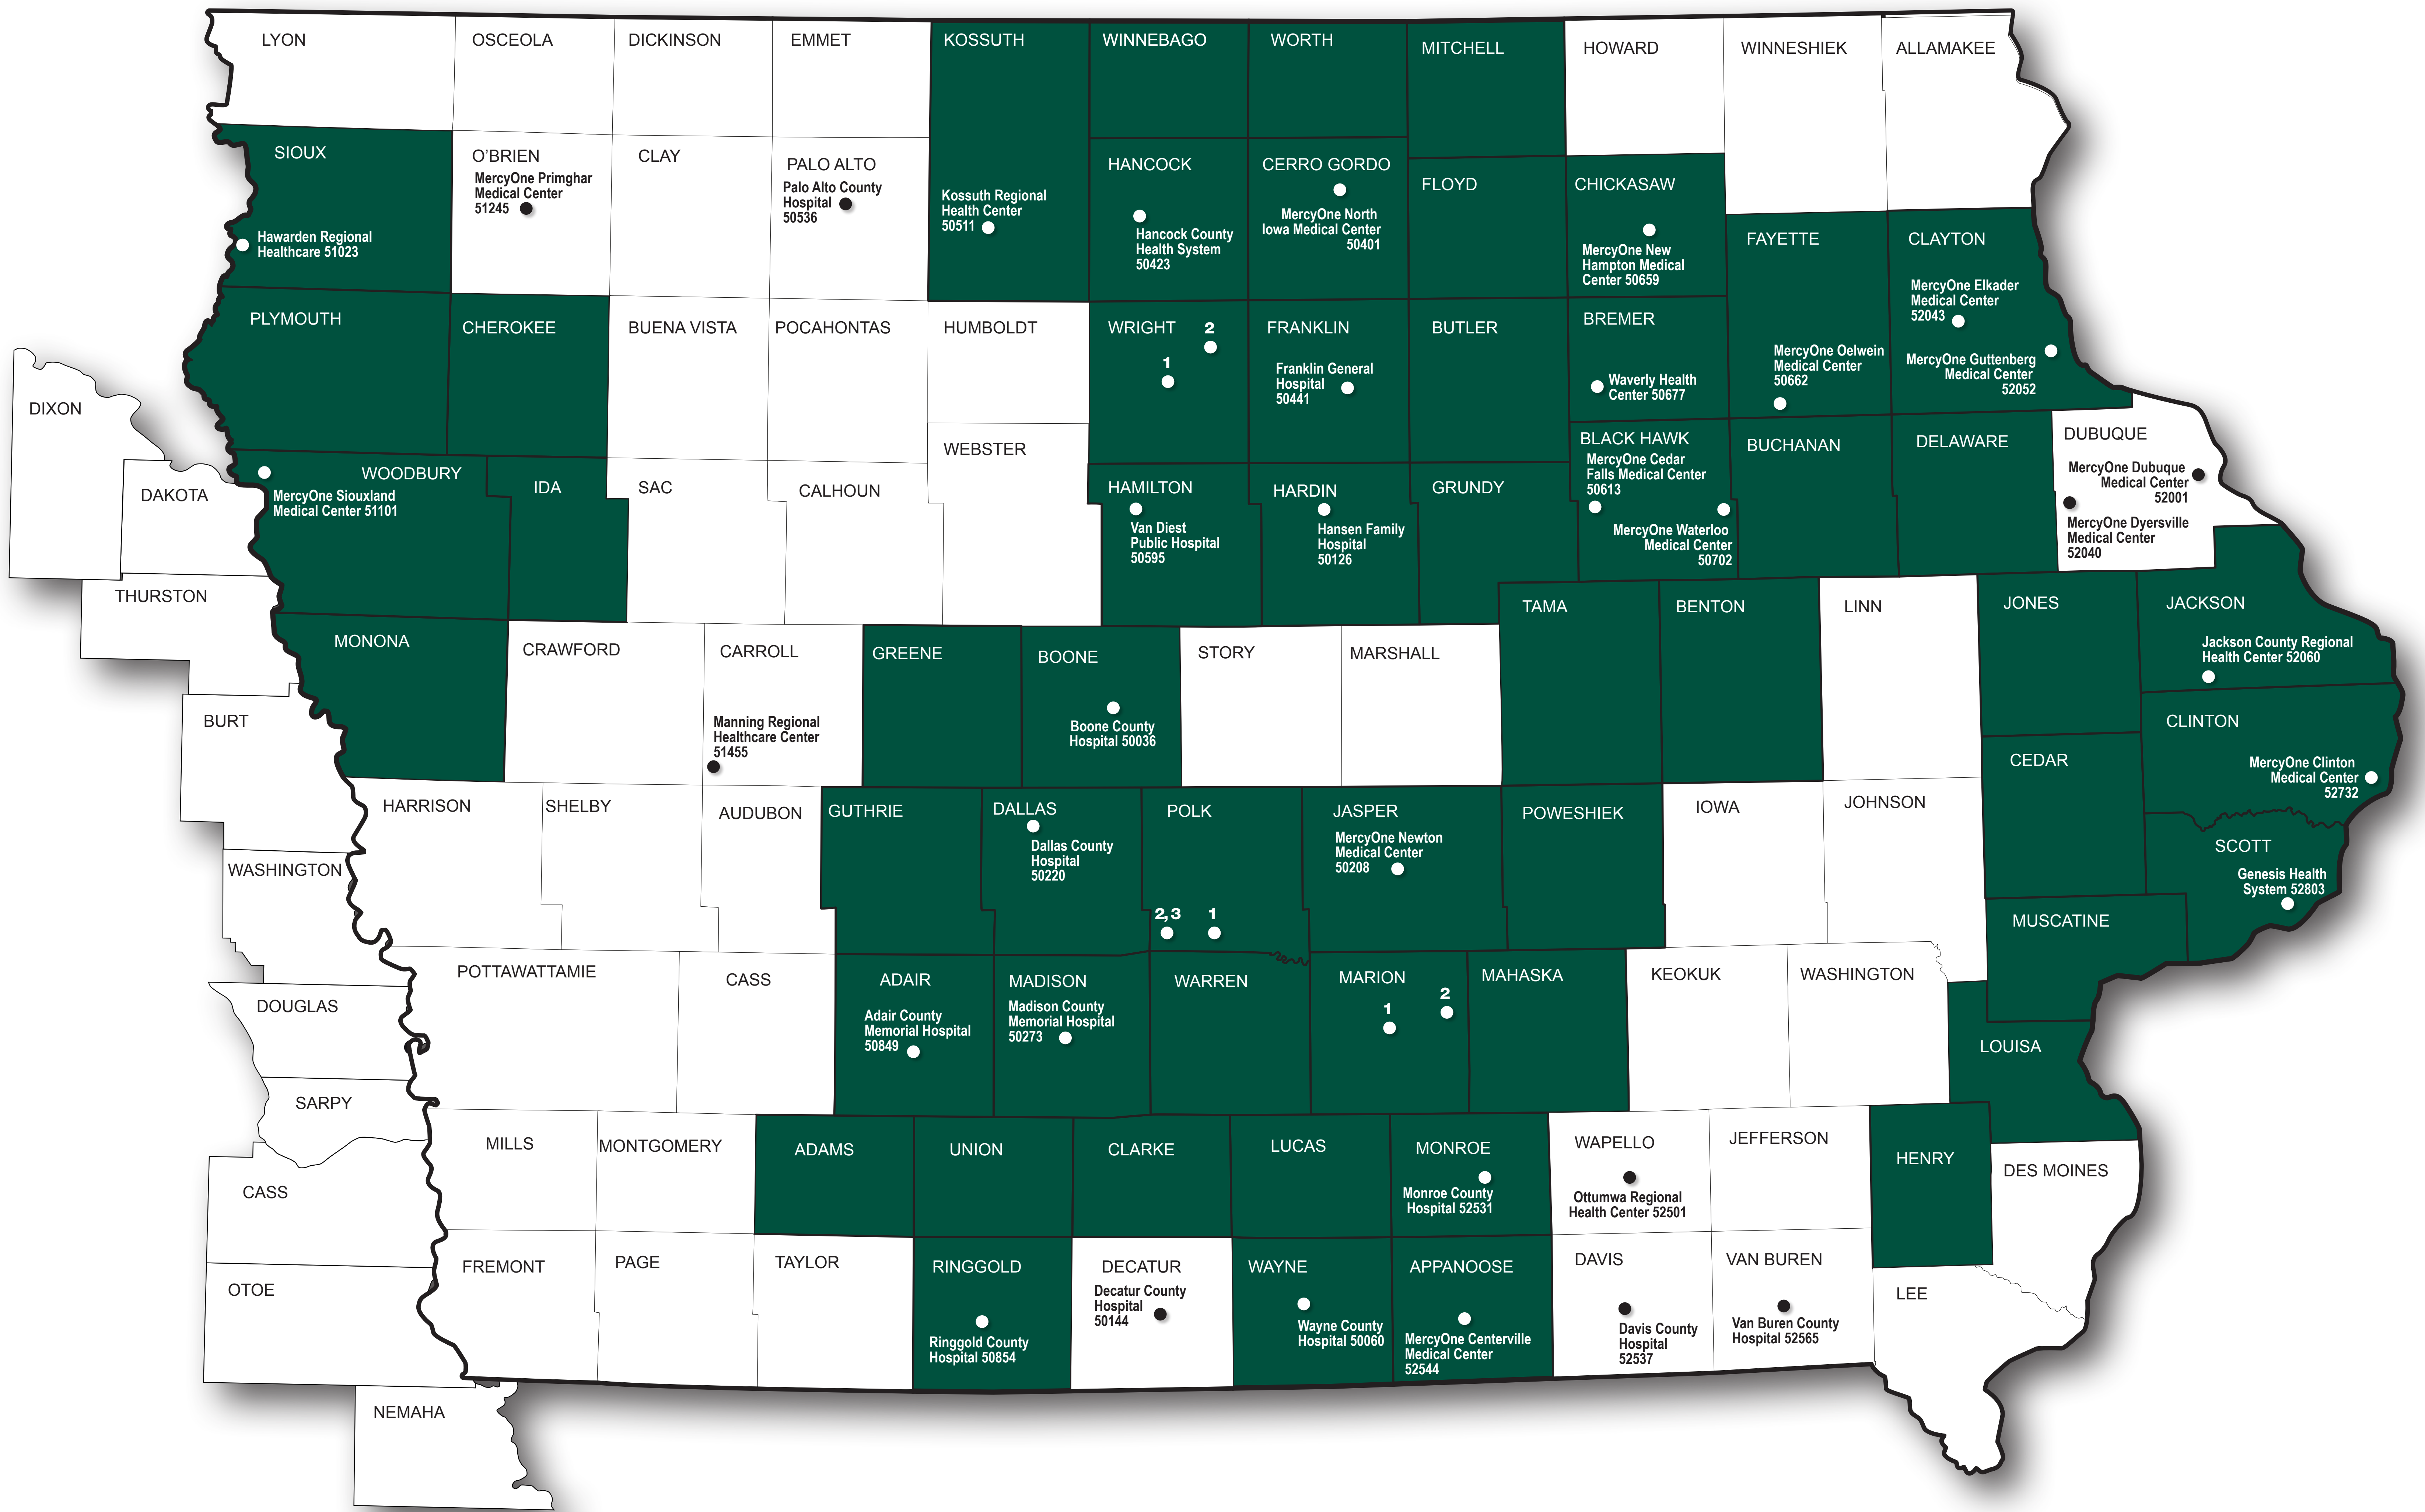 LYON
OSCEOLA
DICKINSON
EMMET
KOSSUTH
WINNEBAGO
WORTH
MITCHELL
HOWARD
WINNESHIEK
ALLAMAKEE
SIOUX
Hawarden Regional
Healthcare 51023
O'BRIEN
MercyOne Primghar
Medical Center
51245
CLAY
PALO ALTO
Palo Alto County
Hospital
50536
Kossuth Regional
Health Center
50511
HANCOCK
Hancock County
Health System
50423
CERRO GORDO
MercyOne North
Iowa Medical Center
50401
FLOYD
CHICKASAW
MercyOne New
Hampton Medical
Center 50659
FAYETTE
MercyOne Oelwein
Medical Center
50662
CLAYTON
MercyOne Elkader
Medical Center
52043
MercyOne Guttenberg
Medical Center
52052
PLYMOUTH
CHEROKEE
BUENA VISTA
POCAHONTAS
HUMBOLDT
WRIGHT
2
1
FRANKLIN
Franklin General
Hospital
50441
BUTLER
BREMER
Waverly Health
Center 50677
DIXON
DAKOTA
WOODBURY
MercyOne Siouxland
Medical Center 51101
IDA
SAC
CALHOUN
WEBSTER
HAMILTON
Van Diest
Public Hospital
50595
HARDIN
Hansen Family
Hospital
50126
GRUNDY
BLACK HAWK
MercyOne Cedar
Falls Medical Center
50613
MercyOne Waterloo
Medical Center
50702
BUCHANAN
DELAWARE
DUBUQUE
MercyOne Dubuque
Medical Center
52001
MercyOne Dyersville
Medical Center
52040
THURSTON
MONONA
CRAWFORD
CARROLL
Manning Regional
Healthcare Center
51455
GREENE
BOONE
Boone County
Hospital 50036
STORY
MARSHALL
TAMA
BENTON
LINN
JONES
JACKSON
Jackson County Regional
Health Center 52060
BURT
CLINTON
MercyOne Clinton
Medical Center
52732
CEDAR
HARRISON
SHELBY
AUDUBON
GUTHRIE
DALLAS
Dallas County
Hospital
50220
POLK
2,3
1
JASPER
MercyOne Newton
Medical Center
50208
POWESHIEK
IOWA
JOHNSON
SCOTT
Genesis Health
System 52803
WASHINGTON
MUSCATINE
DOUGLAS
POTTAWATTAMIE
CASS
ADAIR
Adair County
Memorial Hospital
50849
MADISON
Madison County
Memorial Hospital
50273
WARREN
MARION
1
2
MAHASKA
KEOKUK
WASHINGTON
LOUISA
SARPY
MILLS
MONTGOMERY
ADAMS
UNION
CLARKE
LUCAS
MONROE
Monroe County
Hospital 52531
WAPELLO
Ottumwa Regional
Health Center 52501
JEFFERSON
HENRY
DES MOINES
CASS
OTOE
FREMONT
PAGE
TAYLOR
RINGGOLD
Ringgold County
Hospital 50854
DECATUR
Decatur County
Hospital
50144
WAYNE
Wayne County
Hospital 50060
APPANOOSE
MercyOne Centerville
Medical Center
52544
DAVIS
Davis County
Hospital
52537
VAN BUREN
Van Buren County
Hospital 52565
LEE
NEMAHA